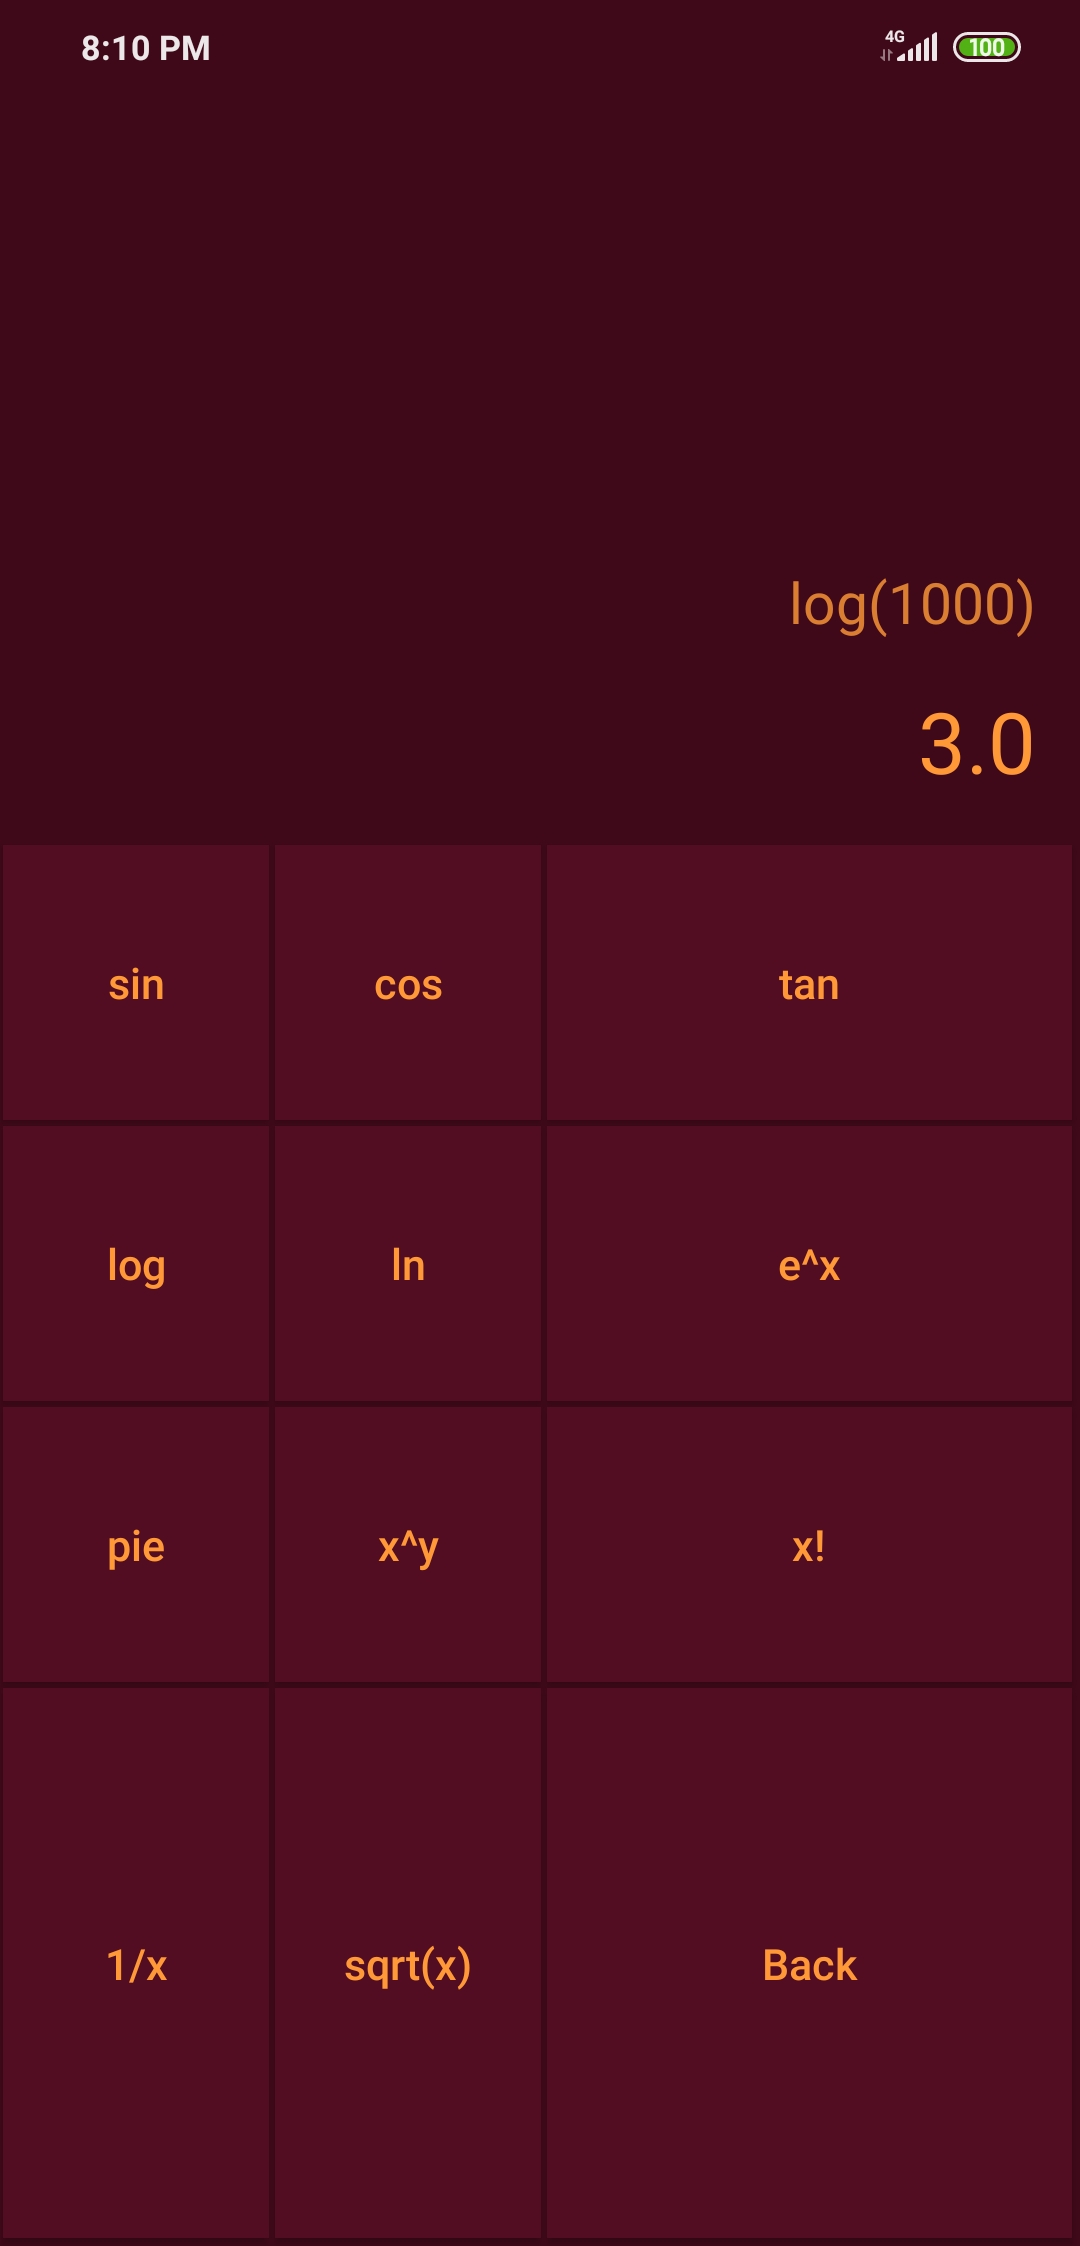 8:10 PM 4G 100
log(1000)
3.0
sin cos tan
log ln e^x
pie x^y x!
1/x sqrt(x) Back